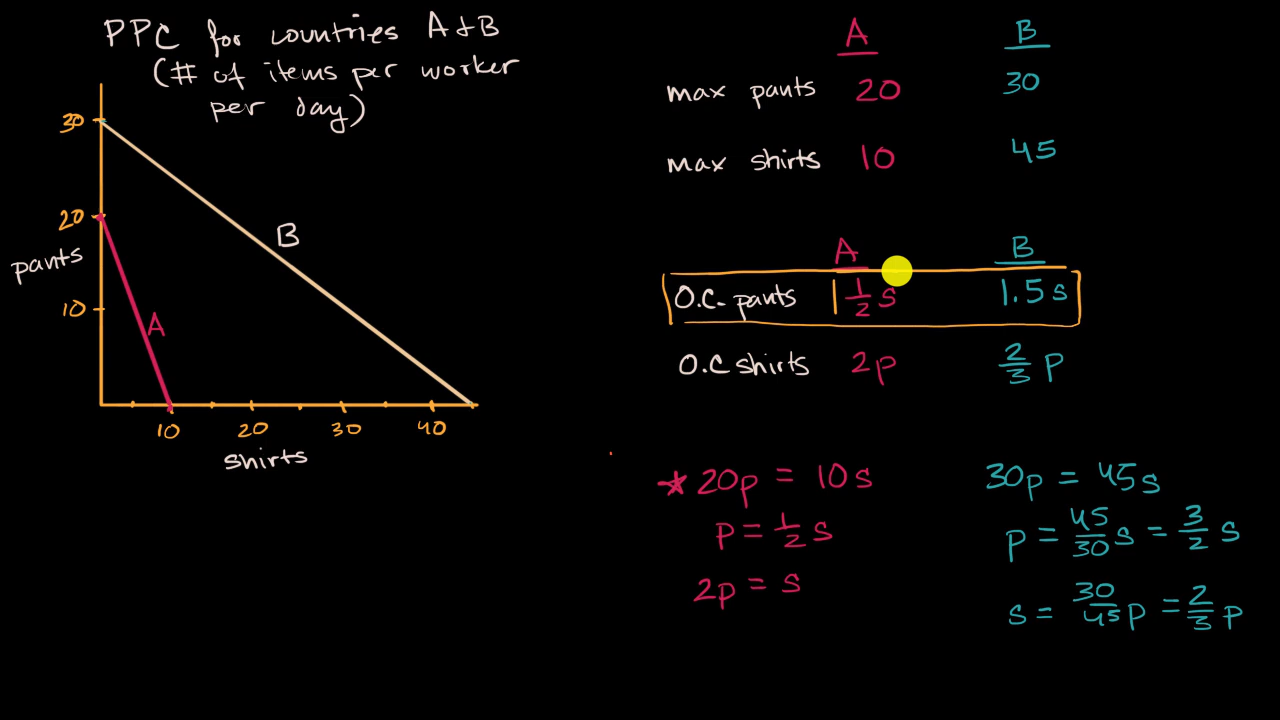 PPC for countries A+B
(# of items per worker
per day)
30
20
pants
10
B
A
10 20 30 40
shirts
A B
max pants 20 30
max shirts 10 45
A B
O.C. pants 1/2 s 1.5 s
O.C shirts 2p 2/3 p
* 20p = 10s
p = 1/2 s
2p = s
30p = 45s
p = 45/30 s = 3/2 s
s = 30/45 p = 2/3 p